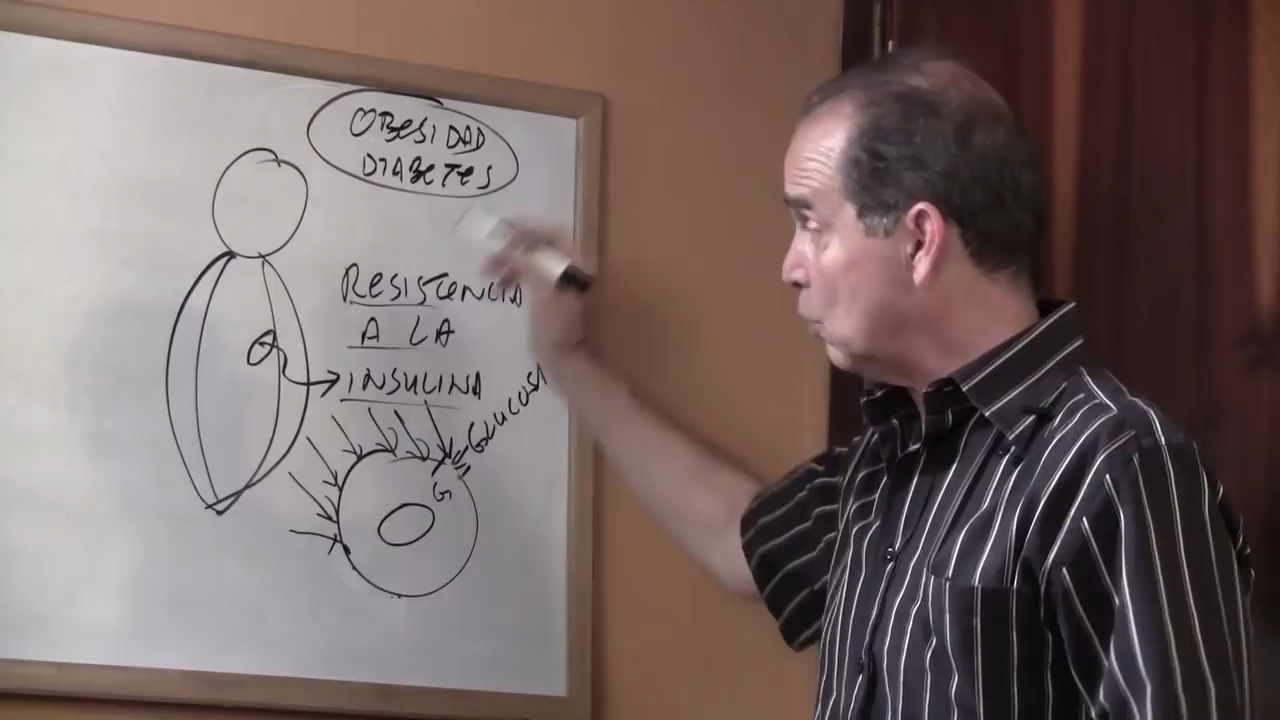 OBESIDAD
DIABETES
RESISTENCIA
A LA
INSULINA
GLUCOSA
G